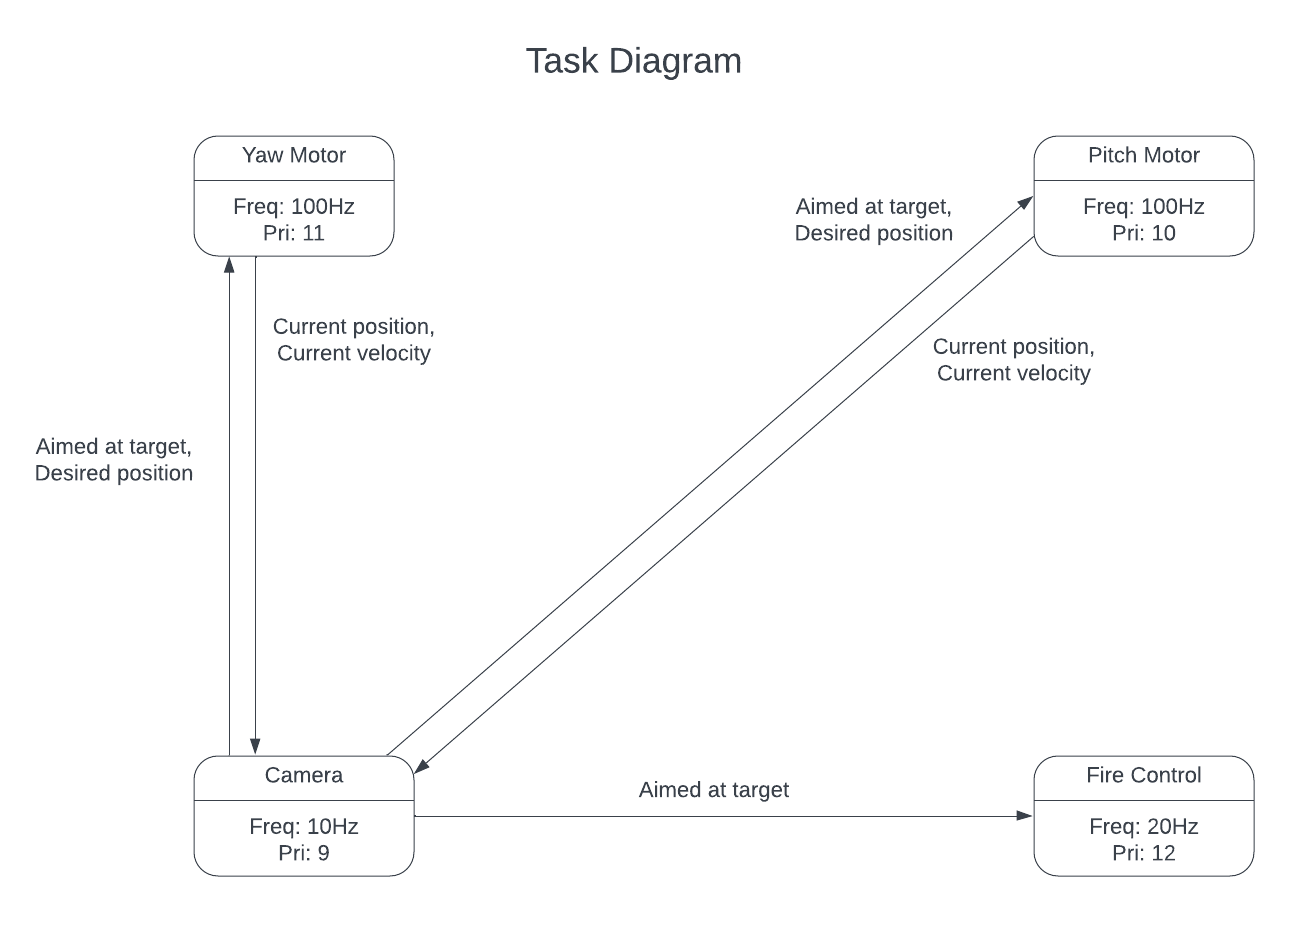 Task Diagram
Yaw Motor
Freq: 100Hz
Pri: 11
Pitch Motor
Freq: 100Hz
Pri: 10
Aimed at target,
Desired position
Current position,
Current velocity
Current position,
Current velocity
Aimed at target,
Desired position
Camera
Freq: 10Hz
Pri: 9
Aimed at target
Fire Control
Freq: 20Hz
Pri: 12